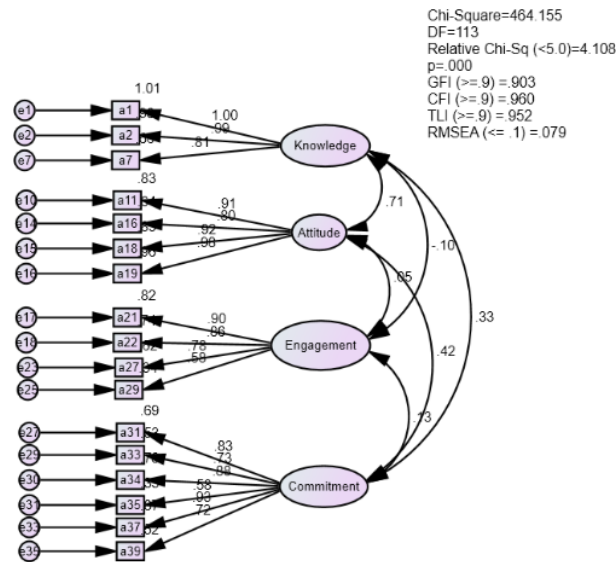 Chi-Square=464.155
DF=113
Relative Chi-Sq (<5.0)=4.108
p=.000
GFI (>=.9) =.903
CFI (>=.9) =.960
TLI (>=.9) =.952
RMSEA (<= .1) =.079
1.01
e1 a1 1.00
e2 a2 .99
e7 a7 .81
Knowledge
.83
.71
e10 a11 .91
e14 a16 .80
e15 a18 .92
e16 a19 .98
Attitude
-.10
.05
.33
.82
e17 a21 .90
e18 a22 .86
e23 a27 .78
e25 a29 .58
Engagement
.42
.69
e27 a31 .83
e29 a33 .73
e30 a34 .88
e31 a35 .58
e33 a37 .93
e35 a39 .72
Commitment